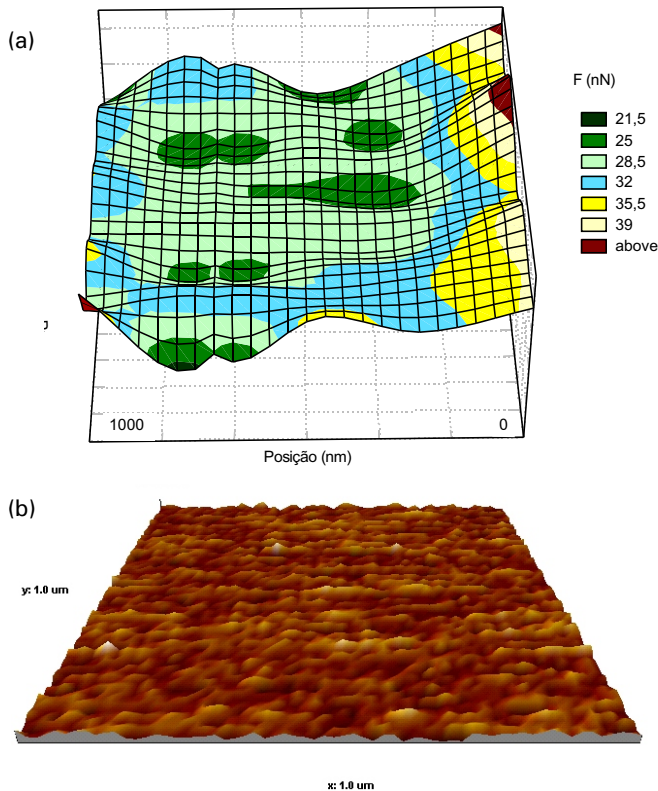 (a)
F (nN)
21,5
25
28,5
32
35,5
39
above
1000
0
Posição (nm)
(b)
y: 1.0 um
x: 1.0 um